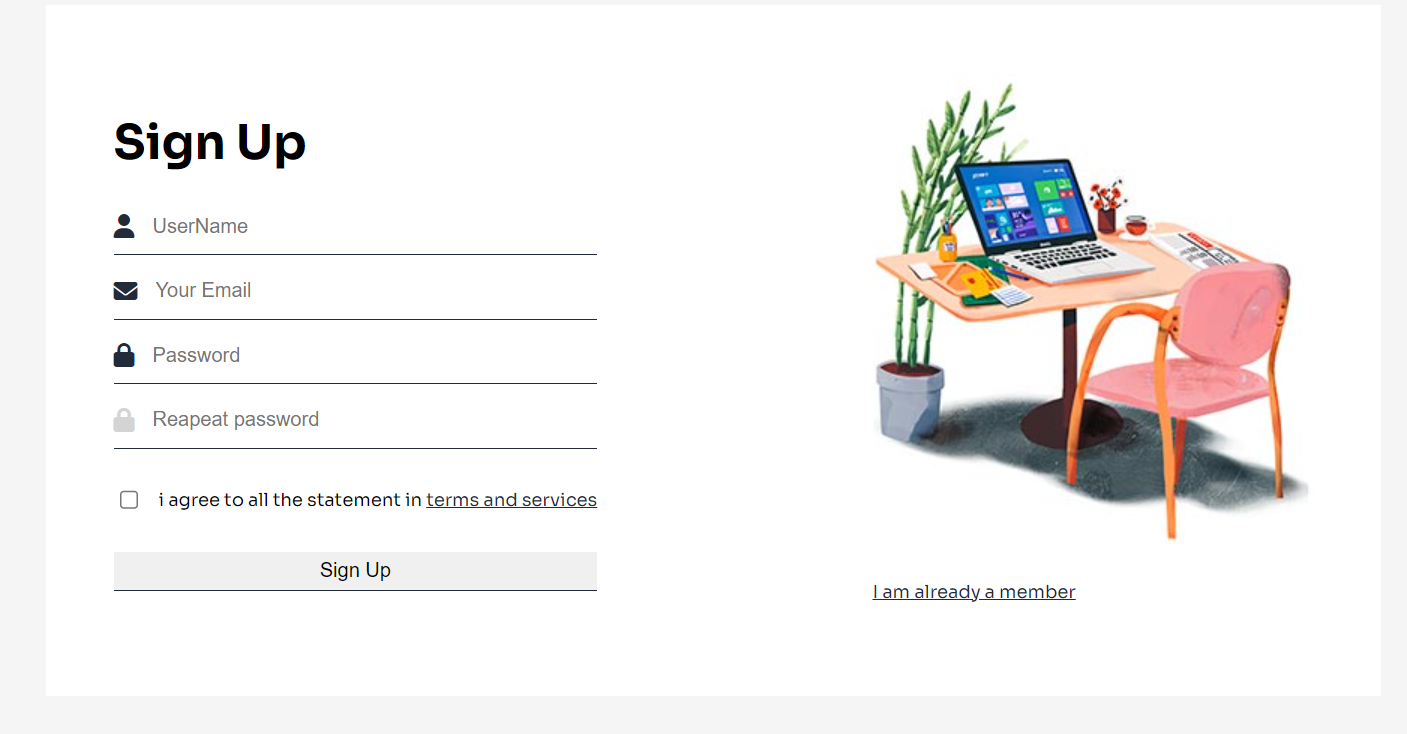 Sign Up
UserName
Your Email
Password
Reapeat password
i agree to all the statement in terms and services
Sign Up
I am already a member